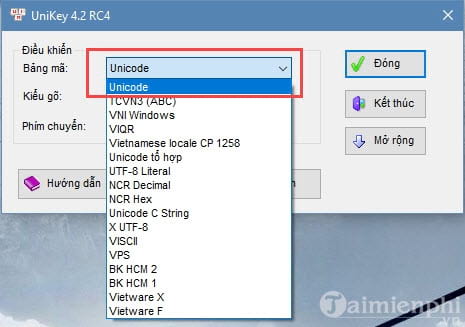 UniKey 4.2 RC4
Điều khiển
Bảng mã:
Unicode
Đóng
Unicode
TCVN3 (ABC)
VNI Windows
VIQR
Vietnamese locale CP 1258
Unicode tổ hợp
UTF-8 Literal
NCR Decimal
NCR Hex
Unicode C String
X UTF-8
VISCII
VPS
BK HCM 2
BK HCM 1
Vietware X
Vietware F
Kiểu gõ:
Kết thúc
Phím chuyển:
Mở rộng
Hướng dẫn
Taimienphi
.vn